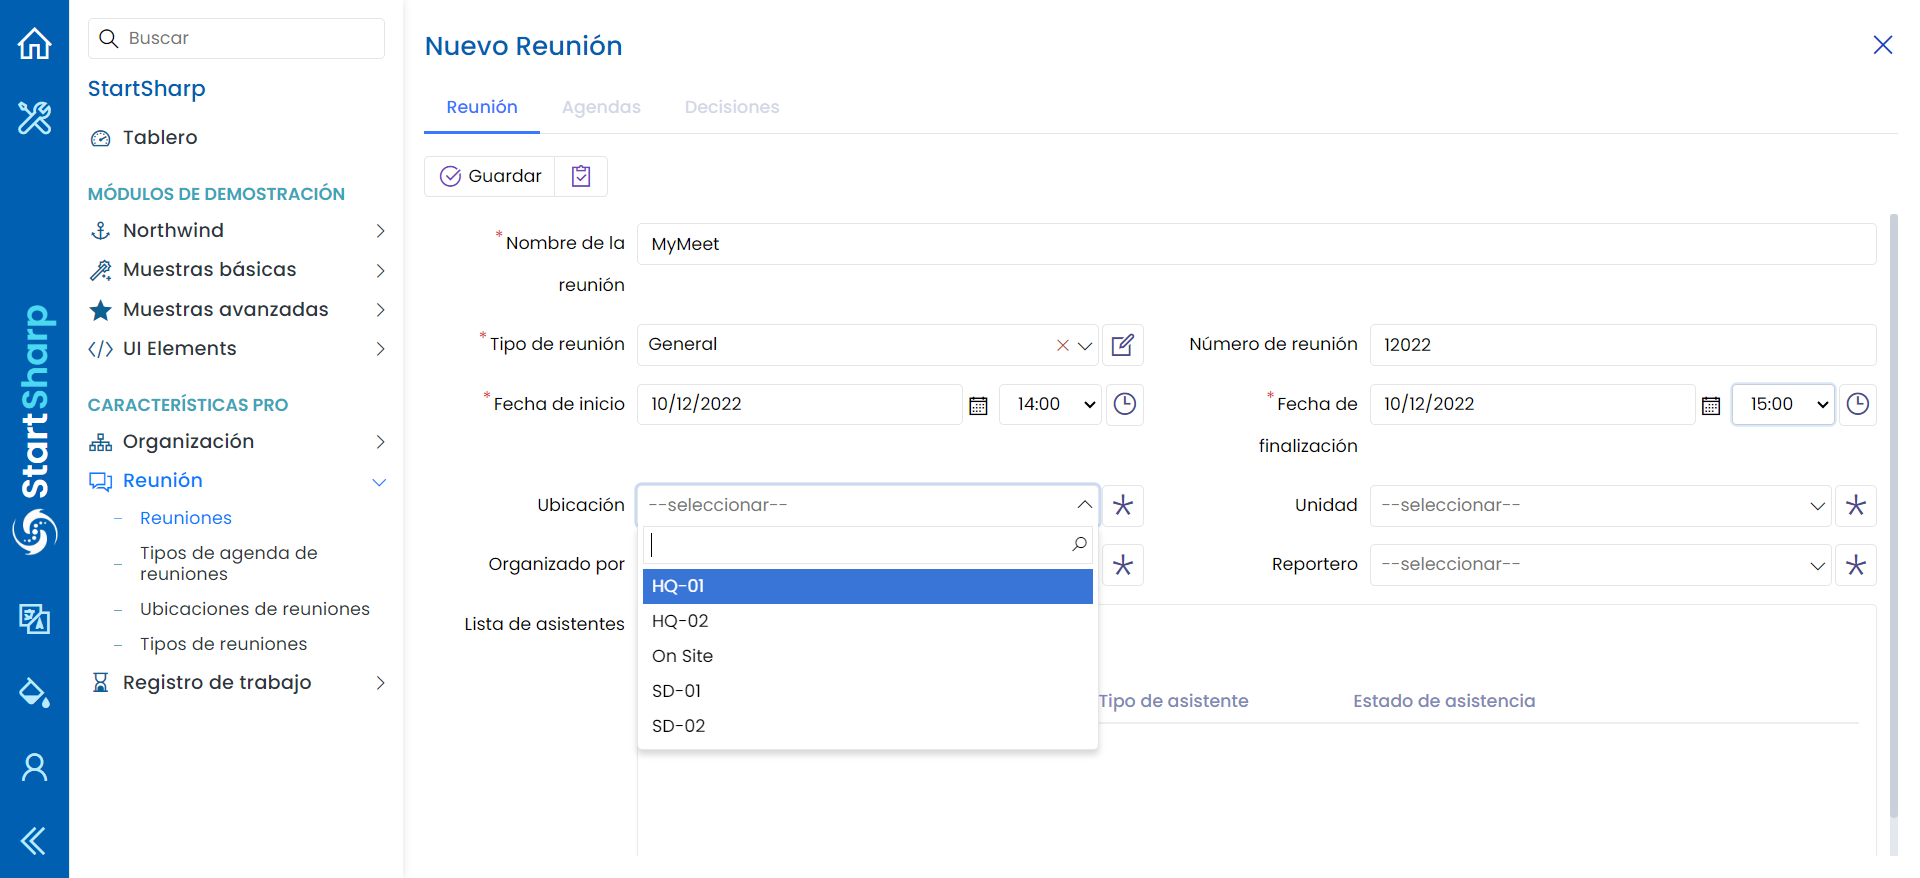 StartSharp
Buscar
StartSharp
Tablero
MÓDULOS DE DEMOSTRACIÓN
Northwind
Muestras básicas
Muestras avanzadas
UI Elements
CARACTERÍSTICAS PRO
Organización
Reunión
Reuniones
Tipos de agenda de
reuniones
Ubicaciones de reuniones
Tipos de reuniones
Registro de trabajo
Nuevo Reunión
Reunión Agendas Decisiones
Guardar
*Nombre de la
reunión
MyMeet
*Tipo de reunión General
Número de reunión 12022
*Fecha de inicio 10/12/2022 14:00
*Fecha de
finalización
10/12/2022 15:00
Ubicación --seleccionar--
HQ-01
HQ-02
On Site
SD-01
SD-02
Unidad --seleccionar--
Organizado por
Reportero --seleccionar--
Lista de asistentes
Tipo de asistente Estado de asistencia